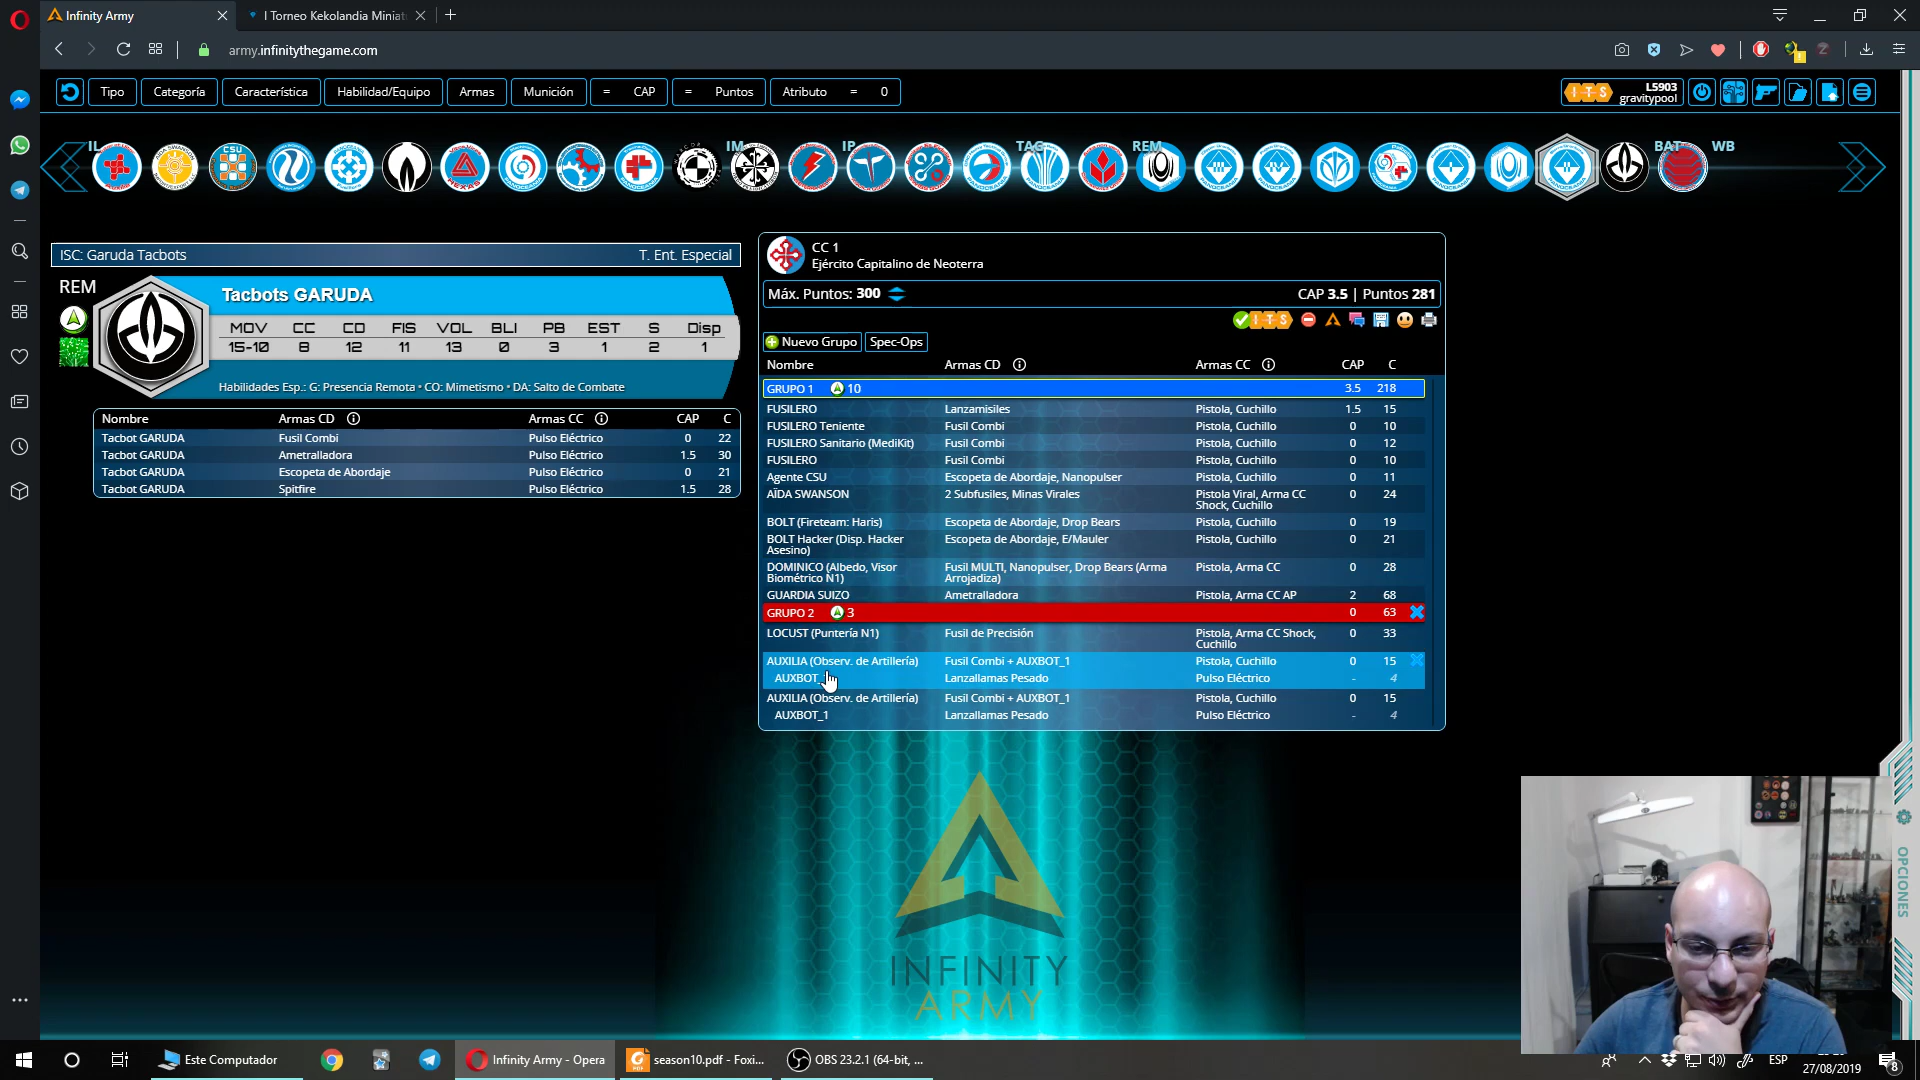 Infinity Army
I Torneo Kekolandia Miniat
army.infinitythegame.com
Tipo
Categoría
Característica
Habilidad/Equipo
Armas
Munición
= CAP
= Puntos
Atributo = 0
ITS
L5903
gravitypool
IL
IM
IP
TAG
REM
BAT
WB
CSU
ISC: Garuda Tacbots
T. Ent. Especial
REM
Tacbots GARUDA
MOV CC CD FIS VOL BLI PB EST S Disp
15-10 8 12 11 13 0 3 1 2 1
Habilidades Esp.: G: Presencia Remota • CO: Mimetismo • DA: Salto de Combate
Nombre Armas CD Armas CC CAP C
Tacbot GARUDA Fusil Combi Pulso Eléctrico 0 22
Tacbot GARUDA Ametralladora Pulso Eléctrico 1.5 30
Tacbot GARUDA Escopeta de Abordaje Pulso Eléctrico 0 21
Tacbot GARUDA Spitfire Pulso Eléctrico 1.5 28
CC 1
Ejército Capitalino de Neoterra
Máx. Puntos: 300
CAP 3.5 | Puntos 281
ITS
Nuevo Grupo
Spec-Ops
Nombre Armas CD Armas CC CAP C
GRUPO 1 10 3.5 218
FUSILERO Lanzamisiles Pistola, Cuchillo 1.5 15
FUSILERO Teniente Fusil Combi Pistola, Cuchillo 0 10
FUSILERO Sanitario (MediKit) Fusil Combi Pistola, Cuchillo 0 12
FUSILERO Fusil Combi Pistola, Cuchillo 0 10
Agente CSU Escopeta de Abordaje, Nanopulser Pistola, Cuchillo 0 11
AÏDA SWANSON 2 Subfusiles, Minas Virales Pistola Viral, Arma CC 0 24
Shock, Cuchillo
BOLT (Fireteam: Haris) Escopeta de Abordaje, Drop Bears Pistola, Cuchillo 0 19
BOLT Hacker (Disp. Hacker Escopeta de Abordaje, E/Mauler Pistola, Cuchillo 0 21
Asesino)
DOMINICO (Albedo, Visor Fusil MULTI, Nanopulser, Drop Bears (Arma Pistola, Arma CC 0 28
Biométrico N1) Arrojadiza)
GUARDIA SUIZO Ametralladora Pistola, Arma CC AP 2 68
GRUPO 2 3 0 63
LOCUST (Puntería N1) Fusil de Precisión Pistola, Arma CC Shock, 0 33
Cuchillo
AUXILIA (Observ. de Artillería) Fusil Combi + AUXBOT_1 Pistola, Cuchillo 0 15
AUXBOT_ Lanzallamas Pesado Pulso Eléctrico - 4
AUXILIA (Observ. de Artillería) Fusil Combi + AUXBOT_1 Pistola, Cuchillo 0 15
AUXBOT_1 Lanzallamas Pesado Pulso Eléctrico - 4
INFINITY
ARMY
OPCIONES
Este Computador
Infinity Army - Opera
season10.pdf - Foxi...
OBS 23.2.1 (64-bit, ...
ESP
27/08/2019
8